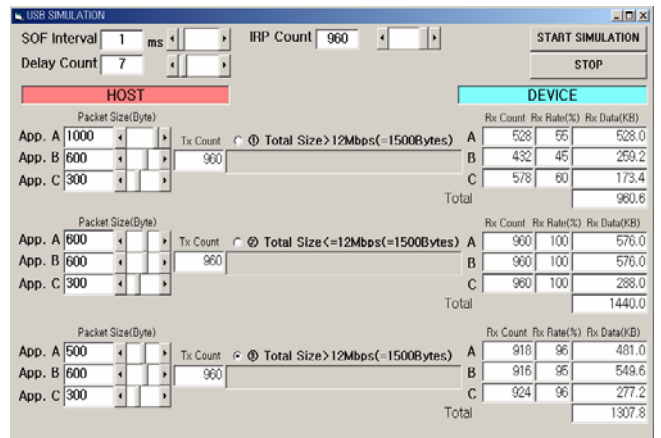 USB SIMULATION
SOF Interval 1 ms IRP Count 960 START SIMULATION
Delay Count 7 STOP
HOST DEVICE
Packet Size(Byte) Rx Count Rx Rate(%) Rx Data(KB)
App. A 1000 Tx Count ① Total Size>12Mbps(=1500Bytes) A 528 55 528.0
App. B 600 960 B 432 45 259.2
App. C 300 C 578 60 173.4
Total 960.6
Packet Size(Byte) Rx Count Rx Rate(%) Rx Data(KB)
App. A 600 Tx Count ② Total Size<=12Mbps(=1500Bytes) A 960 100 576.0
App. B 600 960 B 960 100 576.0
App. C 300 C 960 100 288.0
Total 1440.0
Packet Size(Byte) Rx Count Rx Rate(%) Rx Data(KB)
App. A 500 Tx Count ③ Total Size>12Mbps(=1500Bytes) A 918 96 481.0
App. B 600 960 B 916 95 549.6
App. C 300 C 924 96 277.2
Total 1307.8